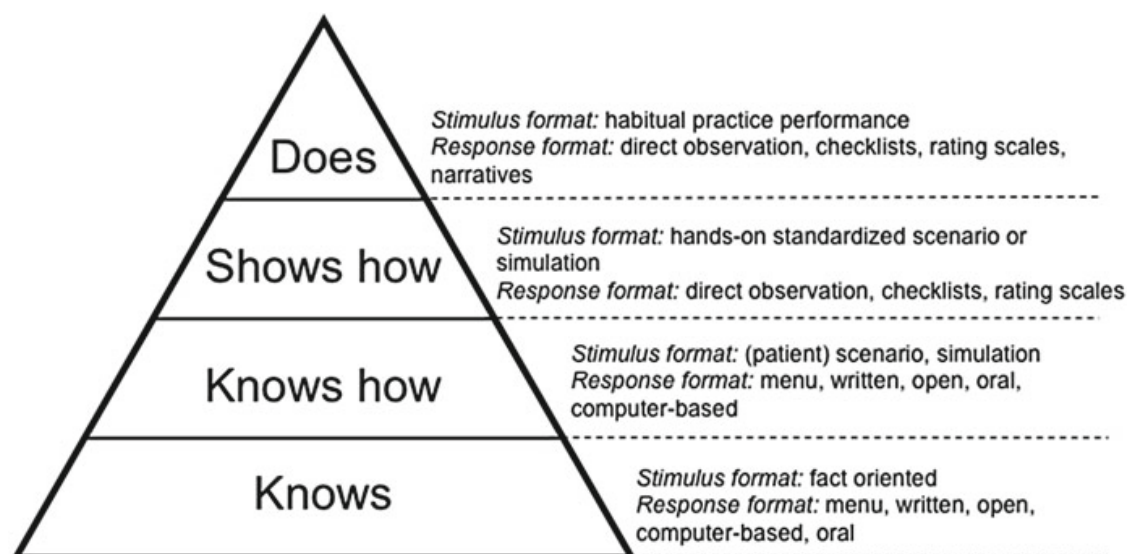 Does
Stimulus format: habitual practice performance
Response format: direct observation, checklists, rating scales,
narratives
Shows how
Stimulus format: hands-on standardized scenario or
simulation
Response format: direct observation, checklists, rating scales
Knows how
Stimulus format: (patient) scenario, simulation
Response format: menu, written, open, oral,
computer-based
Knows
Stimulus format: fact oriented
Response format: menu, written, open,
computer-based, oral